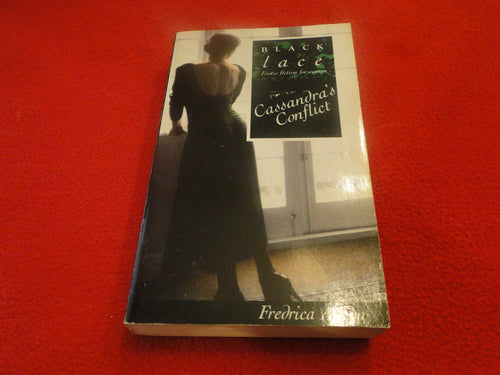 BLACK
lace
Erotic fiction for women
Cassandra's
Conflict
Fredrica